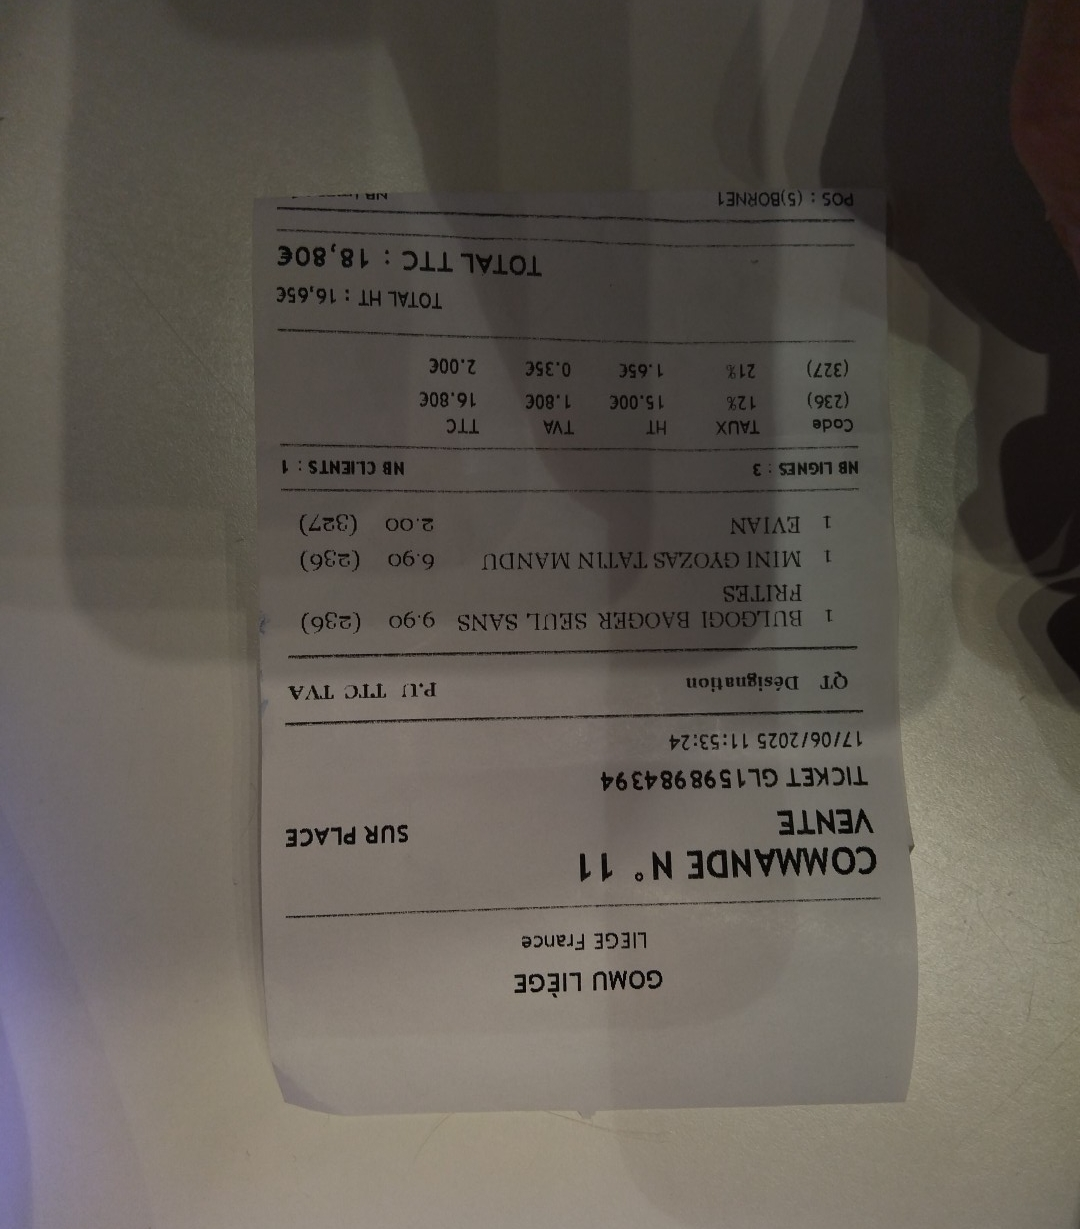 GOMU LIÈGE
LIEGE France
COMMANDE N° 11
VENTE SUR PLACE
TICKET GL1598984394
17/06/2025 11:53:24
QT Désignation P.U TTC TVA
1 BULGOGI BAOGER SEUL SANS 9.90 (236)
FRITES
1 MINI GYOZAS TATIN MANDU 6.90 (236)
1 EVIAN 2.00 (327)
NB LIGNES : 3 NB CLIENTS : 1
Code TAUX HT TVA TTC
(236) 12% 15.00€ 1.80€ 16.80€
(327) 21% 1.65€ 0.35€ 2.00€
TOTAL HT : 16,65€
TOTAL TTC : 18,80€
POS : (5)BORNE1 NB